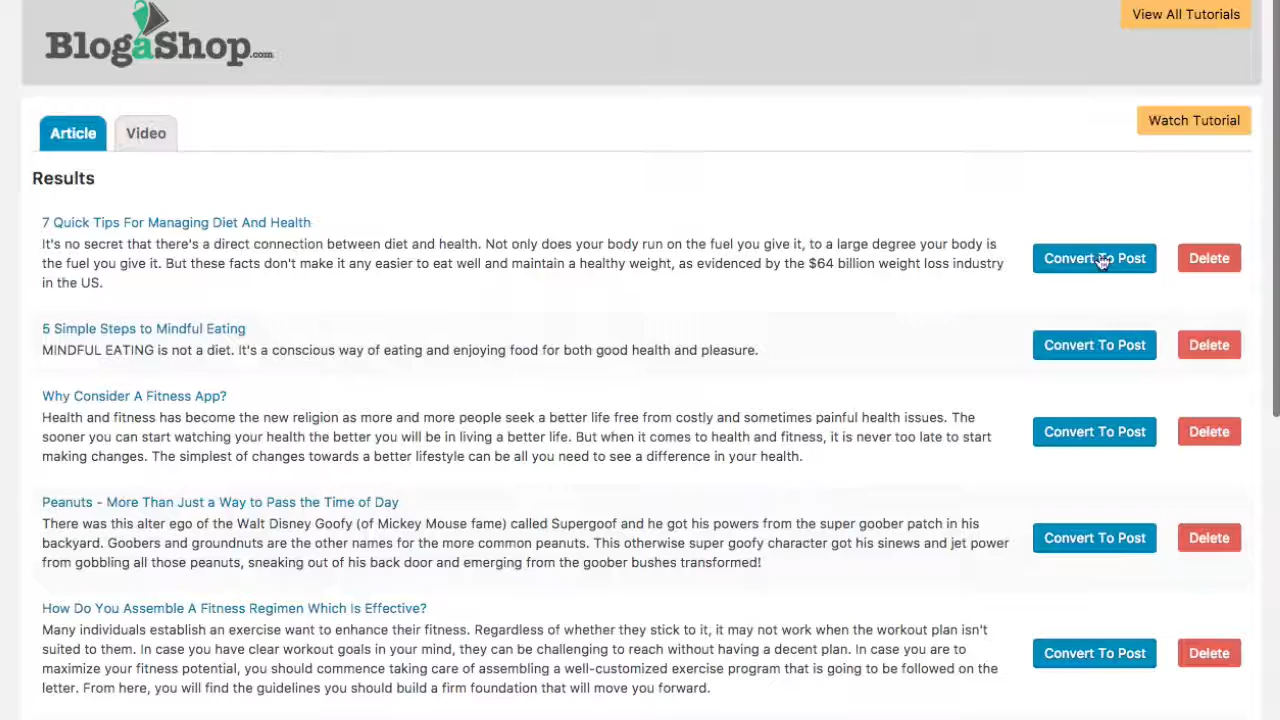 BlogaShop.com
View All Tutorials
Article
Video
Watch Tutorial
Results
7 Quick Tips For Managing Diet And Health
It's no secret that there's a direct connection between diet and health. Not only does your body run on the fuel you give it, to a large degree your body is
the fuel you give it. But these facts don't make it any easier to eat well and maintain a healthy weight, as evidenced by the $64 billion weight loss industry
in the US.
Convert To Post
Delete
5 Simple Steps to Mindful Eating
MINDFUL EATING is not a diet. It's a conscious way of eating and enjoying food for both good health and pleasure.
Convert To Post
Delete
Why Consider A Fitness App?
Health and fitness has become the new religion as more and more people seek a better life free from costly and sometimes painful health issues. The
sooner you can start watching your health the better you will be in living a better life. But when it comes to health and fitness, it is never too late to start
making changes. The simplest of changes towards a better lifestyle can be all you need to see a difference in your health.
Convert To Post
Delete
Peanuts - More Than Just a Way to Pass the Time of Day
There was this alter ego of the Walt Disney Goofy (of Mickey Mouse fame) called Supergoof and he got his powers from the super goober patch in his
backyard. Goobers and groundnuts are the other names for the more common peanuts. This otherwise super goofy character got his sinews and jet power
from gobbling all those peanuts, sneaking out of his back door and emerging from the goober bushes transformed!
Convert To Post
Delete
How Do You Assemble A Fitness Regimen Which Is Effective?
Many individuals establish an exercise want to enhance their fitness. Regardless of whether they stick to it, it may not work when the workout plan isn't
suited to them. In case you have clear workout goals in your mind, they can be challenging to reach without having a decent plan. In case you are to
maximize your fitness potential, you should commence taking care of assembling a well-customized exercise program that is going to be followed on the
letter. From here, you will find the guidelines you should build a firm foundation that will move you forward.
Convert To Post
Delete